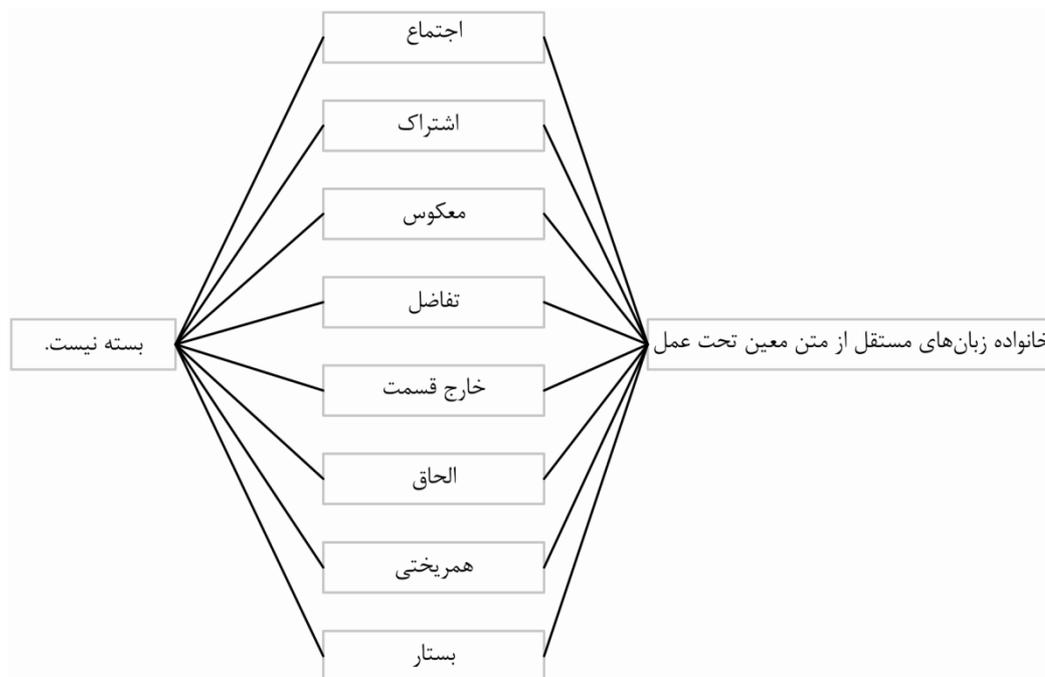 خانواده زبان‌های مستقل از متن معین تحت عمل
اجتماع
اشتراک
معکوس
تفاضل
خارج قسمت
الحاق
همریختی
بستار
بسته نیست.